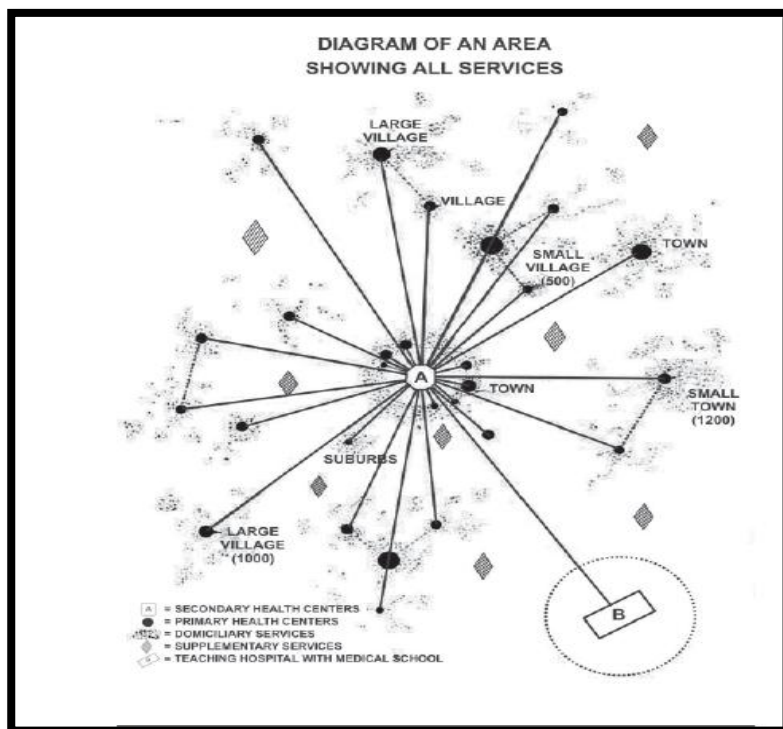 DIAGRAM OF AN AREA
SHOWING ALL SERVICES
LARGE
VILLAGE
VILLAGE
TOWN
SMALL
VILLAGE
(500)
A
TOWN
SMALL
TOWN
(1200)
SUBURBS
LARGE
VILLAGE
(1000)
B
A = SECONDARY HEALTH CENTERS
= PRIMARY HEALTH CENTERS
= DOMICILIARY SERVICES
= SUPPLEMENTARY SERVICES
= TEACHING HOSPITAL WITH MEDICAL SCHOOL